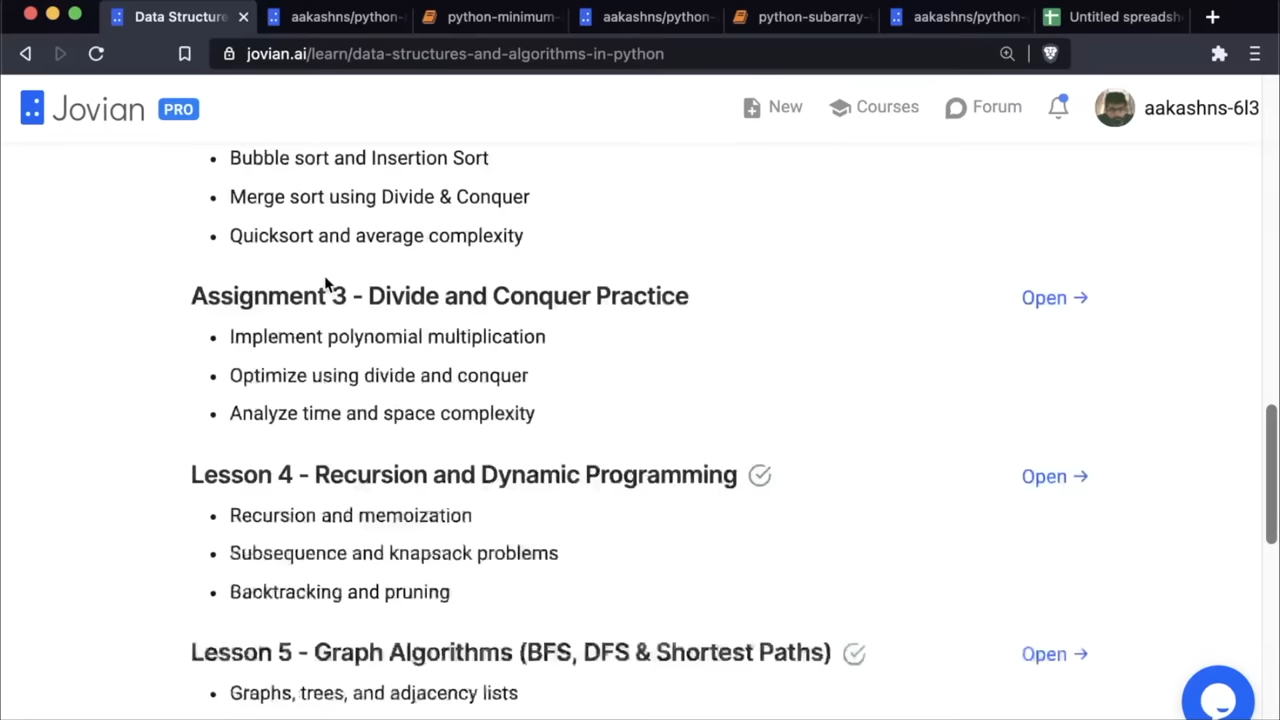 Data Structure
aakashns/python-
python-minimum-
aakashns/python-
python-subarray-
aakashns/python-
Untitled spreadsh
jovian.ai/learn/data-structures-and-algorithms-in-python
Jovian PRO
New
Courses
Forum
aakashns-6l3
Bubble sort and Insertion Sort
Merge sort using Divide & Conquer
Quicksort and average complexity
Assignment 3 - Divide and Conquer Practice
Open →
Implement polynomial multiplication
Optimize using divide and conquer
Analyze time and space complexity
Lesson 4 - Recursion and Dynamic Programming
Open →
Recursion and memoization
Subsequence and knapsack problems
Backtracking and pruning
Lesson 5 - Graph Algorithms (BFS, DFS & Shortest Paths)
Open →
Graphs, trees, and adjacency lists